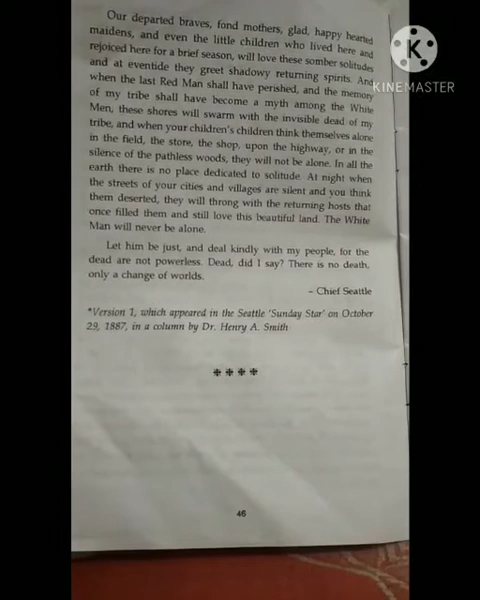 Our departed braves, fond mothers, glad, happy hearted
maidens, and even the little children who lived here and
rejoiced here for a brief season, will love these somber solitudes
and at eventide they greet shadowy returning spirits. And
when the last Red Man shall have perished, and the memory
of my tribe shall have become a myth among the White
Men, these shores will swarm with the invisible dead of my
tribe, and when your children's children think themselves alone
in the field, the store, the shop, upon the highway, or in the
silence of the pathless woods, they will not be alone. In all the
earth there is no place dedicated to solitude. At night when
the streets of your cities and villages are silent and you think
them deserted, they will throng with the returning hosts that
once filled them and still love this beautiful land. The White
Man will never be alone.
Let him be just, and deal kindly with my people, for the
dead are not powerless. Dead, did I say? There is no death,
only a change of worlds.
– Chief Seattle
*Version 1, which appeared in the Seattle 'Sunday Star' on October
29, 1887, in a column by Dr. Henry A. Smith
46
K
KINEMASTER